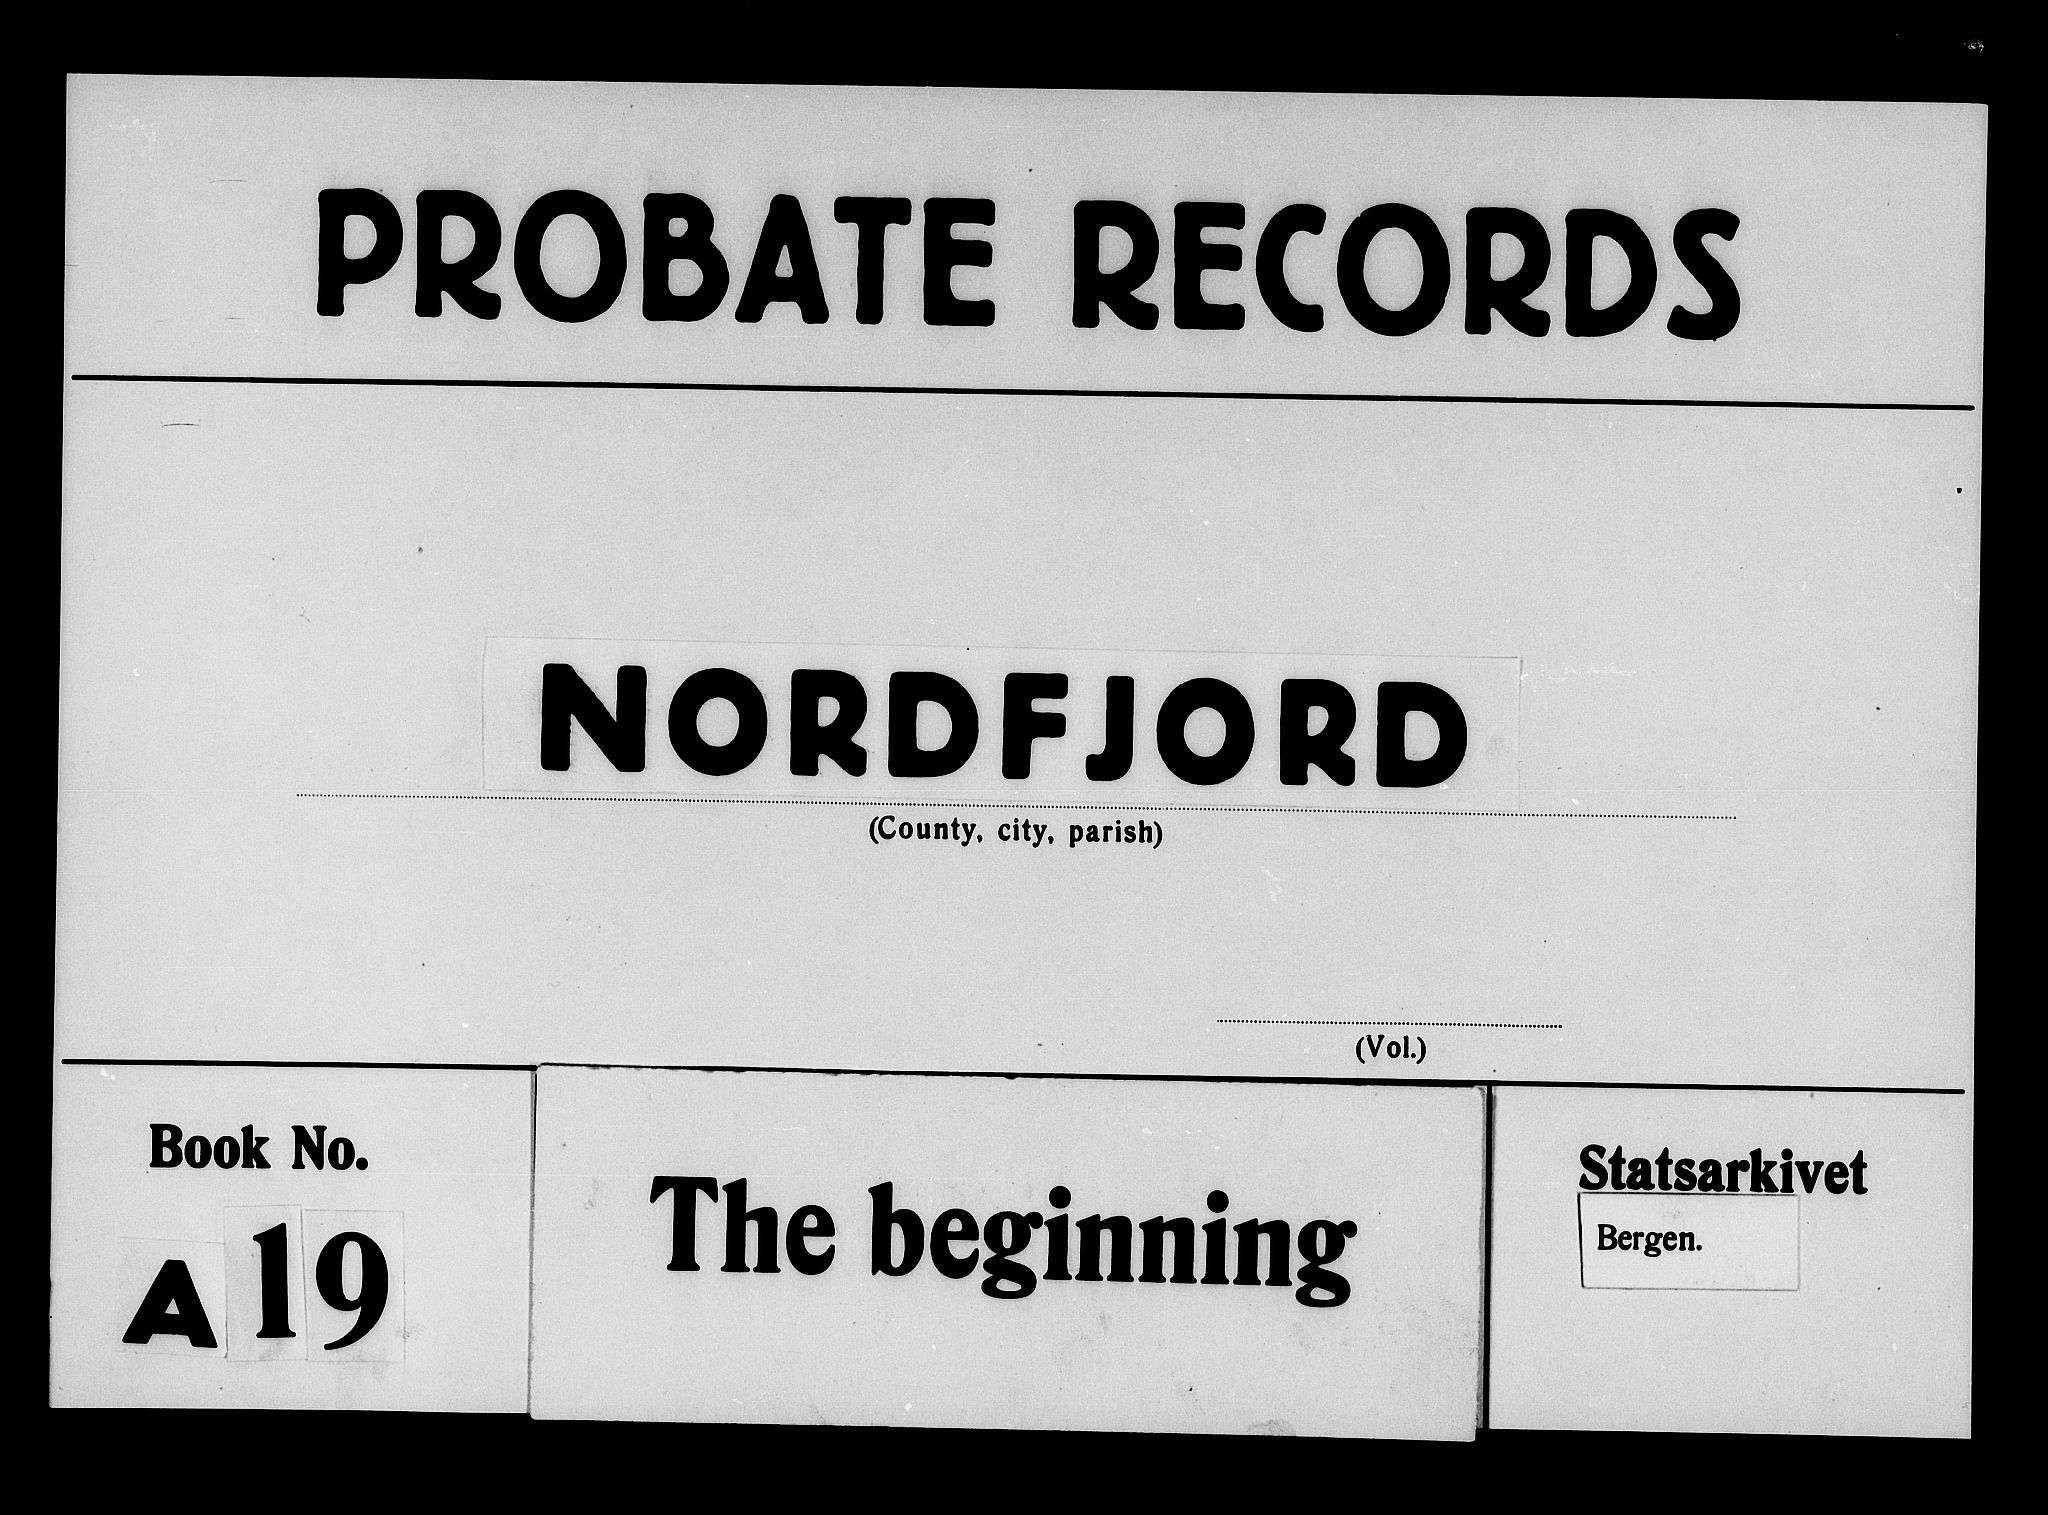 PROBATE RECORDS
NORDFJORD
(County, city, parish)
(Vol.)
Book No.
A 19
The beginning
Statsarkivet
Bergen.